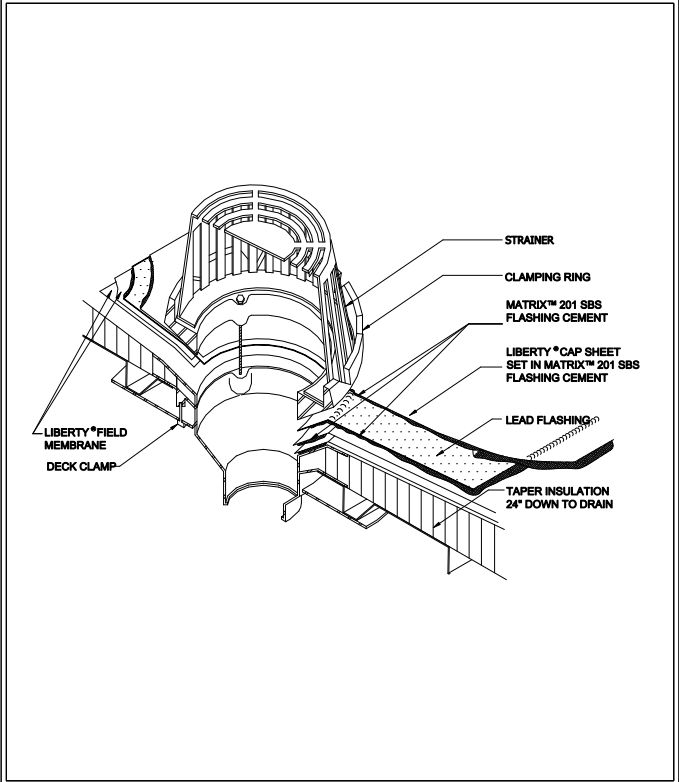 STRAINER
CLAMPING RING
MATRIX™ 201 SBS
FLASHING CEMENT
LIBERTY® CAP SHEET
SET IN MATRIX™ 201 SBS
FLASHING CEMENT
LEAD FLASHING
LIBERTY® FIELD
MEMBRANE
DECK CLAMP
TAPER INSULATION
24" DOWN TO DRAIN